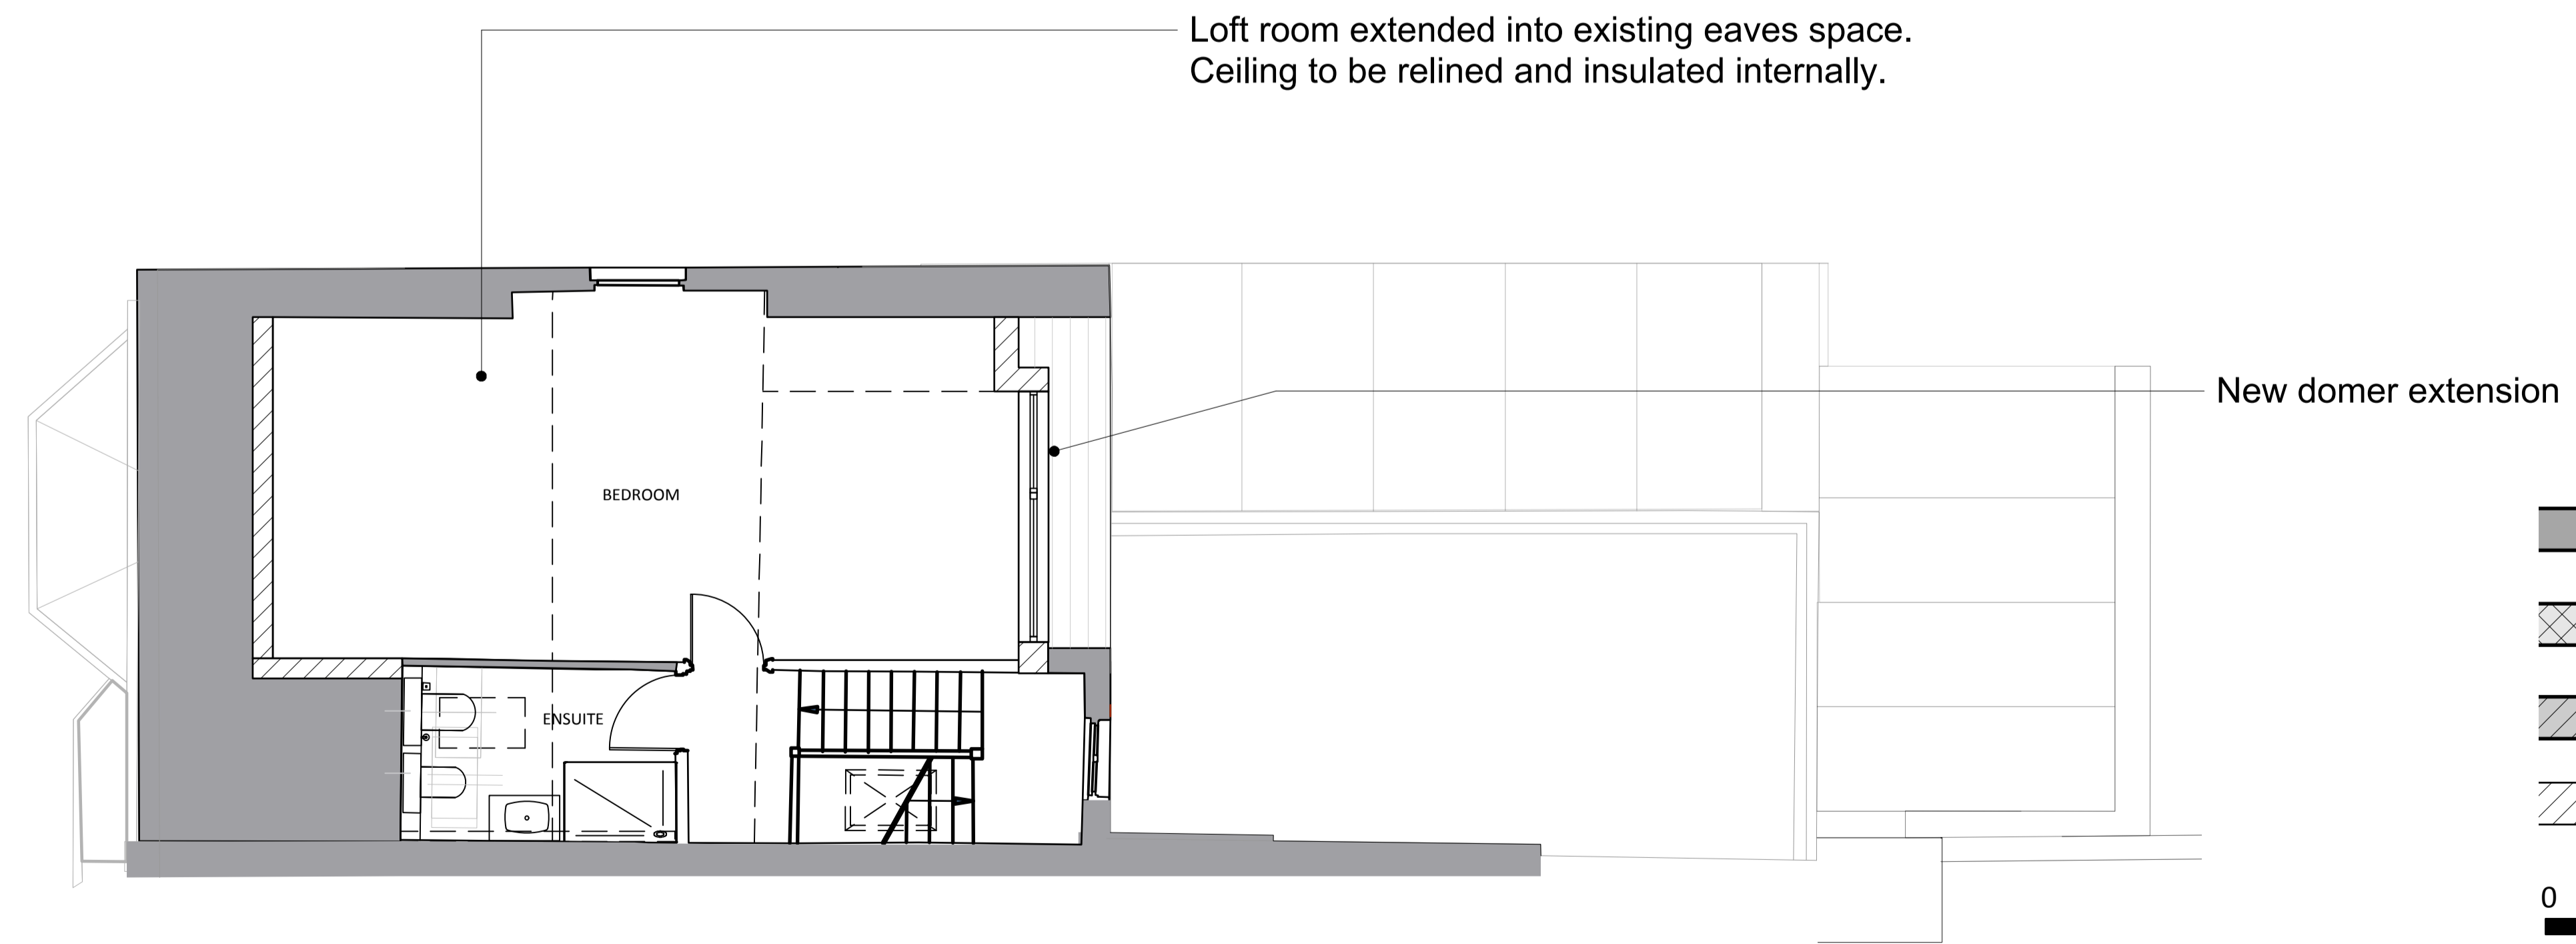 Loft room extended into existing eaves space.
Ceiling to be relined and insulated internally.
New domer extension
BEDROOM
ENSUITE
0